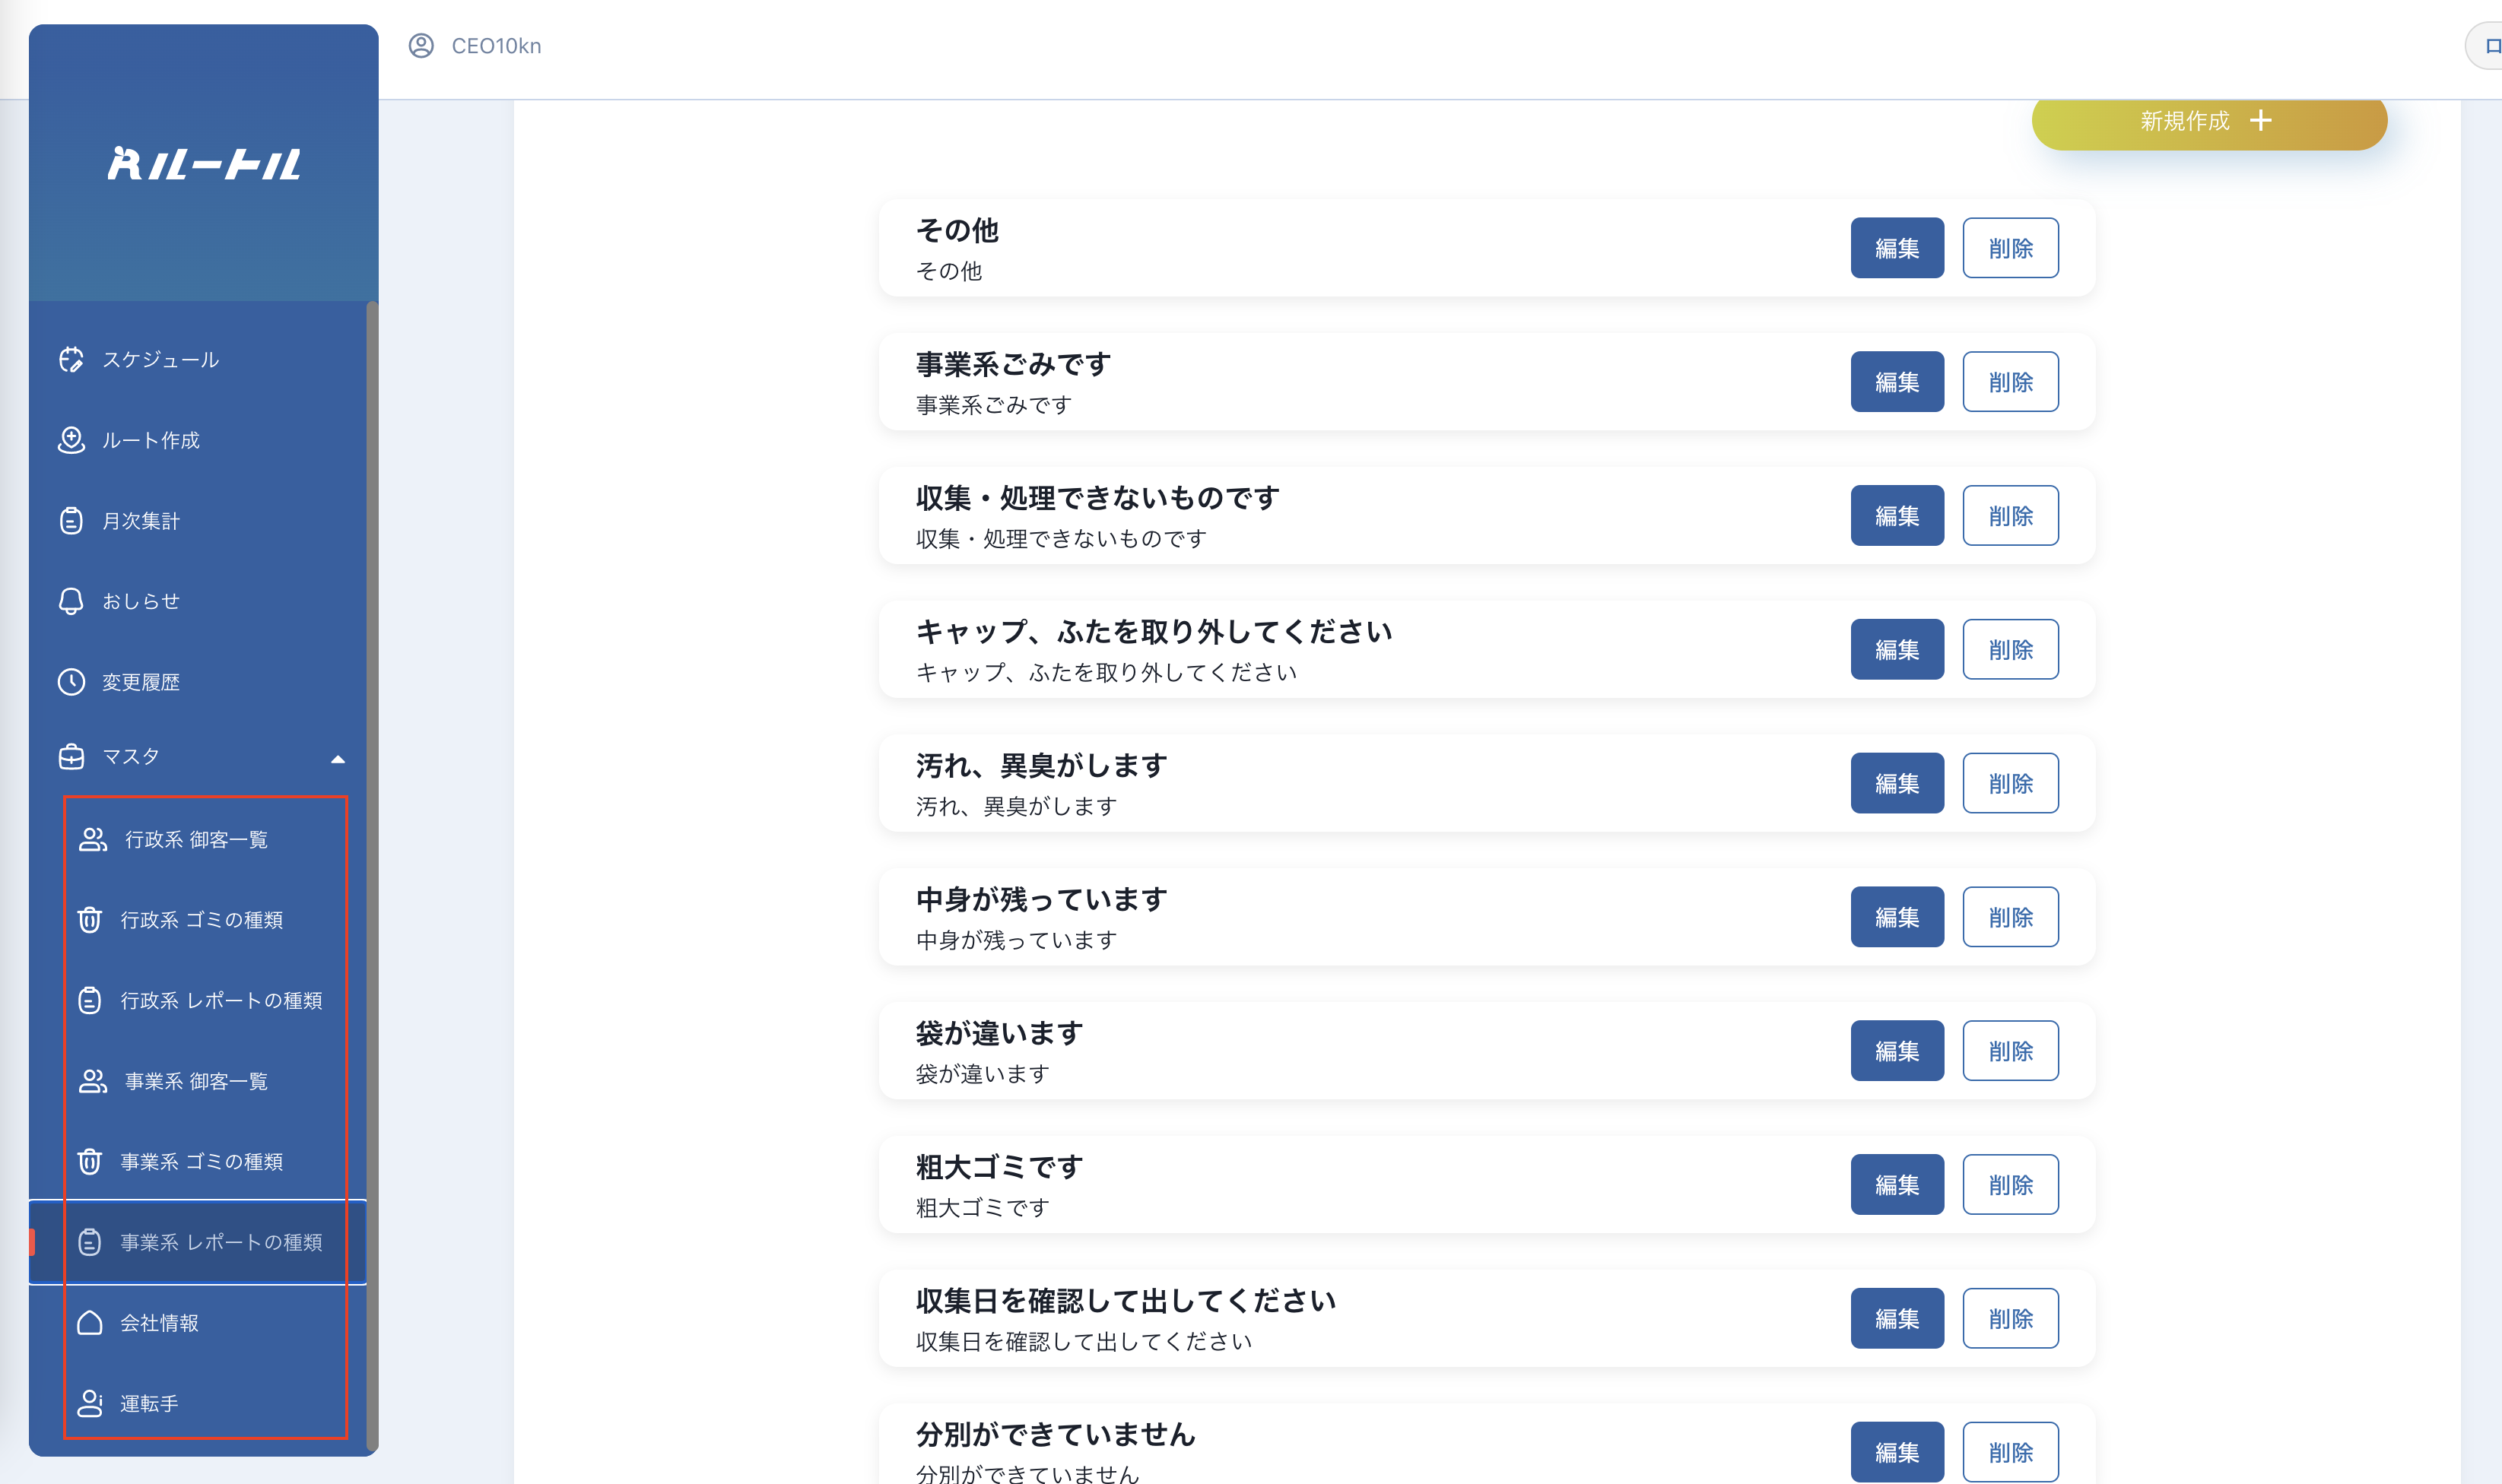 CEO10kn
ロ
ルートル
スケジュール
ルート作成
月次集計
おしらせ
変更履歴
マスタ
行政系 御客一覧
行政系 ゴミの種類
行政系 レポートの種類
事業系 御客一覧
事業系 ゴミの種類
事業系 レポートの種類
会社情報
運転手
新規作成 +
その他
その他
編集 削除
事業系ごみです
事業系ごみです
編集 削除
収集・処理できないものです
収集・処理できないものです
編集 削除
キャップ、ふたを取り外してください
キャップ、ふたを取り外してください
編集 削除
汚れ、異臭がします
汚れ、異臭がします
編集 削除
中身が残っています
中身が残っています
編集 削除
袋が違います
袋が違います
編集 削除
粗大ゴミです
粗大ゴミです
編集 削除
収集日を確認して出してください
収集日を確認して出してください
編集 削除
分別ができていません
分別ができていません
編集 削除